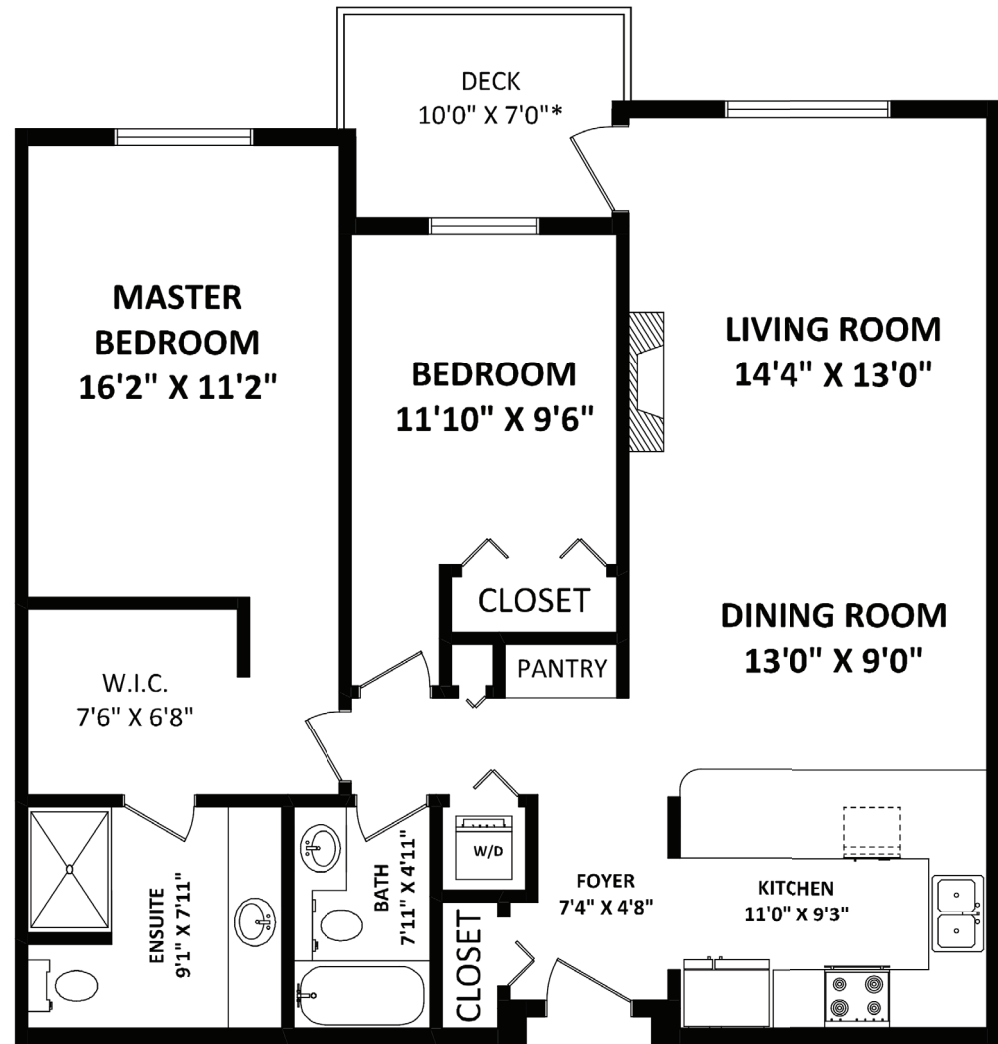 DECK
10'0" X 7'0"*
MASTER
BEDROOM
16'2" X 11'2"
BEDROOM
11'10" X 9'6"
LIVING ROOM
14'4" X 13'0"
CLOSET
DINING ROOM
13'0" X 9'0"
PANTRY
W.I.C.
7'6" X 6'8"
W/D
ENSUITE
9'1" X 7'11"
BATH
7'11" X 4'11"
CLOSET
FOYER
7'4" X 4'8"
KITCHEN
11'0" X 9'3"